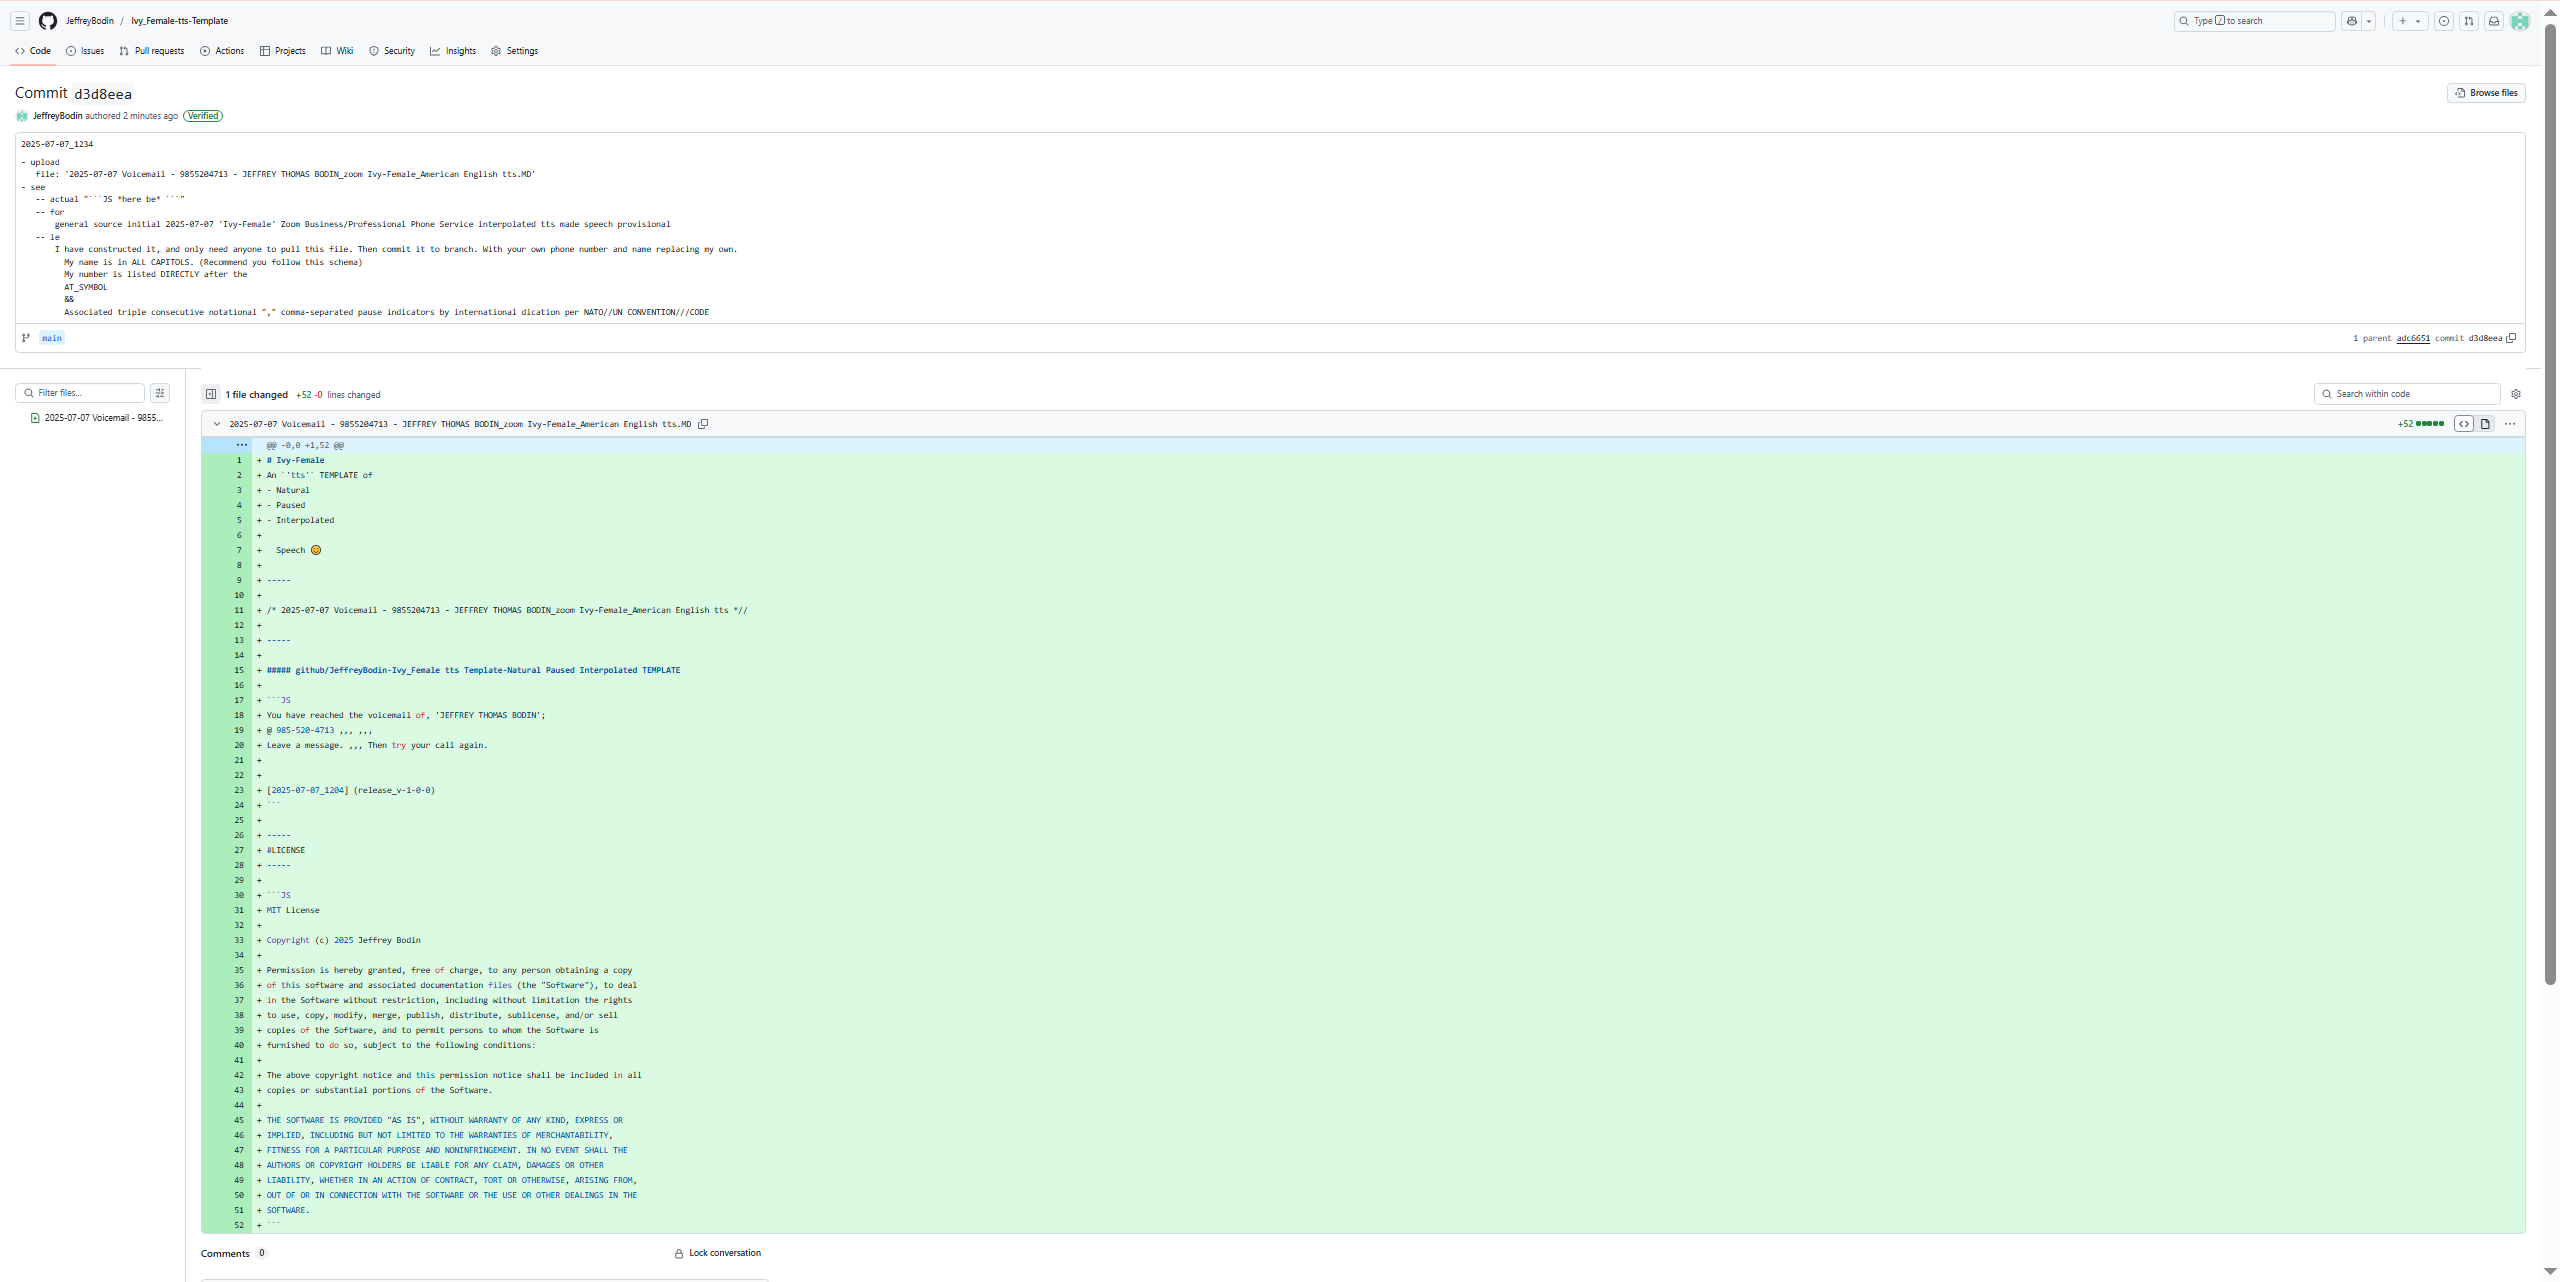 JeffreyBodin / Ivy_Female-tts-Template
Type / to search
Code Issues Pull requests Actions Projects Wiki Security Insights Settings
Commit d3d8eea
Browse files
JeffreyBodin authored 2 minutes ago Verified
2025-07-07_1234
- upload
file: '2025-07-07 Voicemail - 9855204713 - JEFFREY THOMAS BODIN_zoom Ivy-Female_American English tts.MD'
- see
-- actual "```JS *here be* ```"
-- for
general source initial 2025-07-07 'Ivy-Female' Zoom Business/Professional Phone Service interpolated tts made speech provisional
-- ie
I have constructed it, and only need anyone to pull this file. Then commit it to branch. With your own phone number and name replacing my own.
My name is in ALL CAPITOLS. (Recommend you follow this schema)
My number is listed DIRECTLY after the
AT_SYMBOL
&&
Associated triple consecutive notational "," comma-separated pause indicators by international dication per NATO//UN CONVENTION///CODE
main
1 parent adc6651 commit d3d8eea
Filter files...
2025-07-07 Voicemail - 9855...
1 file changed +52 -0 lines changed
Search within code
2025-07-07 Voicemail - 9855204713 - JEFFREY THOMAS BODIN_zoom Ivy-Female_American English tts.MD
+52
@@ -0,0 +1,52 @@
1 + # Ivy-Female
2 + An `'tts'` TEMPLATE of
3 + - Natural
4 + - Paused
5 + - Interpolated
6 +
7 + Speech 😊
8 +
9 + -----
10 +
11 + /* 2025-07-07 Voicemail - 9855204713 - JEFFREY THOMAS BODIN_zoom Ivy-Female_American English tts *//
12 +
13 + -----
14 +
15 + ##### github/JeffreyBodin-Ivy_Female tts Template-Natural Paused Interpolated TEMPLATE
16 +
17 + ```JS
18 + You have reached the voicemail of, 'JEFFREY THOMAS BODIN';
19 + @ 985-520-4713 ,,, ,,,
20 + Leave a message. ,,, Then try your call again.
21 +
22 +
23 + [2025-07-07_1204] (release_v-1-0-0)
24 + ```
25 +
26 + -----
27 + #LICENSE
28 + -----
29 +
30 + ```JS
31 + MIT License
32 +
33 + Copyright (c) 2025 Jeffrey Bodin
34 +
35 + Permission is hereby granted, free of charge, to any person obtaining a copy
36 + of this software and associated documentation files (the "Software"), to deal
37 + in the Software without restriction, including without limitation the rights
38 + to use, copy, modify, merge, publish, distribute, sublicense, and/or sell
39 + copies of the Software, and to permit persons to whom the Software is
40 + furnished to do so, subject to the following conditions:
41 +
42 + The above copyright notice and this permission notice shall be included in all
43 + copies or substantial portions of the Software.
44 +
45 + THE SOFTWARE IS PROVIDED "AS IS", WITHOUT WARRANTY OF ANY KIND, EXPRESS OR
46 + IMPLIED, INCLUDING BUT NOT LIMITED TO THE WARRANTIES OF MERCHANTABILITY,
47 + FITNESS FOR A PARTICULAR PURPOSE AND NONINFRINGEMENT. IN NO EVENT SHALL THE
48 + AUTHORS OR COPYRIGHT HOLDERS BE LIABLE FOR ANY CLAIM, DAMAGES OR OTHER
49 + LIABILITY, WHETHER IN AN ACTION OF CONTRACT, TORT OR OTHERWISE, ARISING FROM,
50 + OUT OF OR IN CONNECTION WITH THE SOFTWARE OR THE USE OR OTHER DEALINGS IN THE
51 + SOFTWARE.
52 + ```
Comments 0
Lock conversation